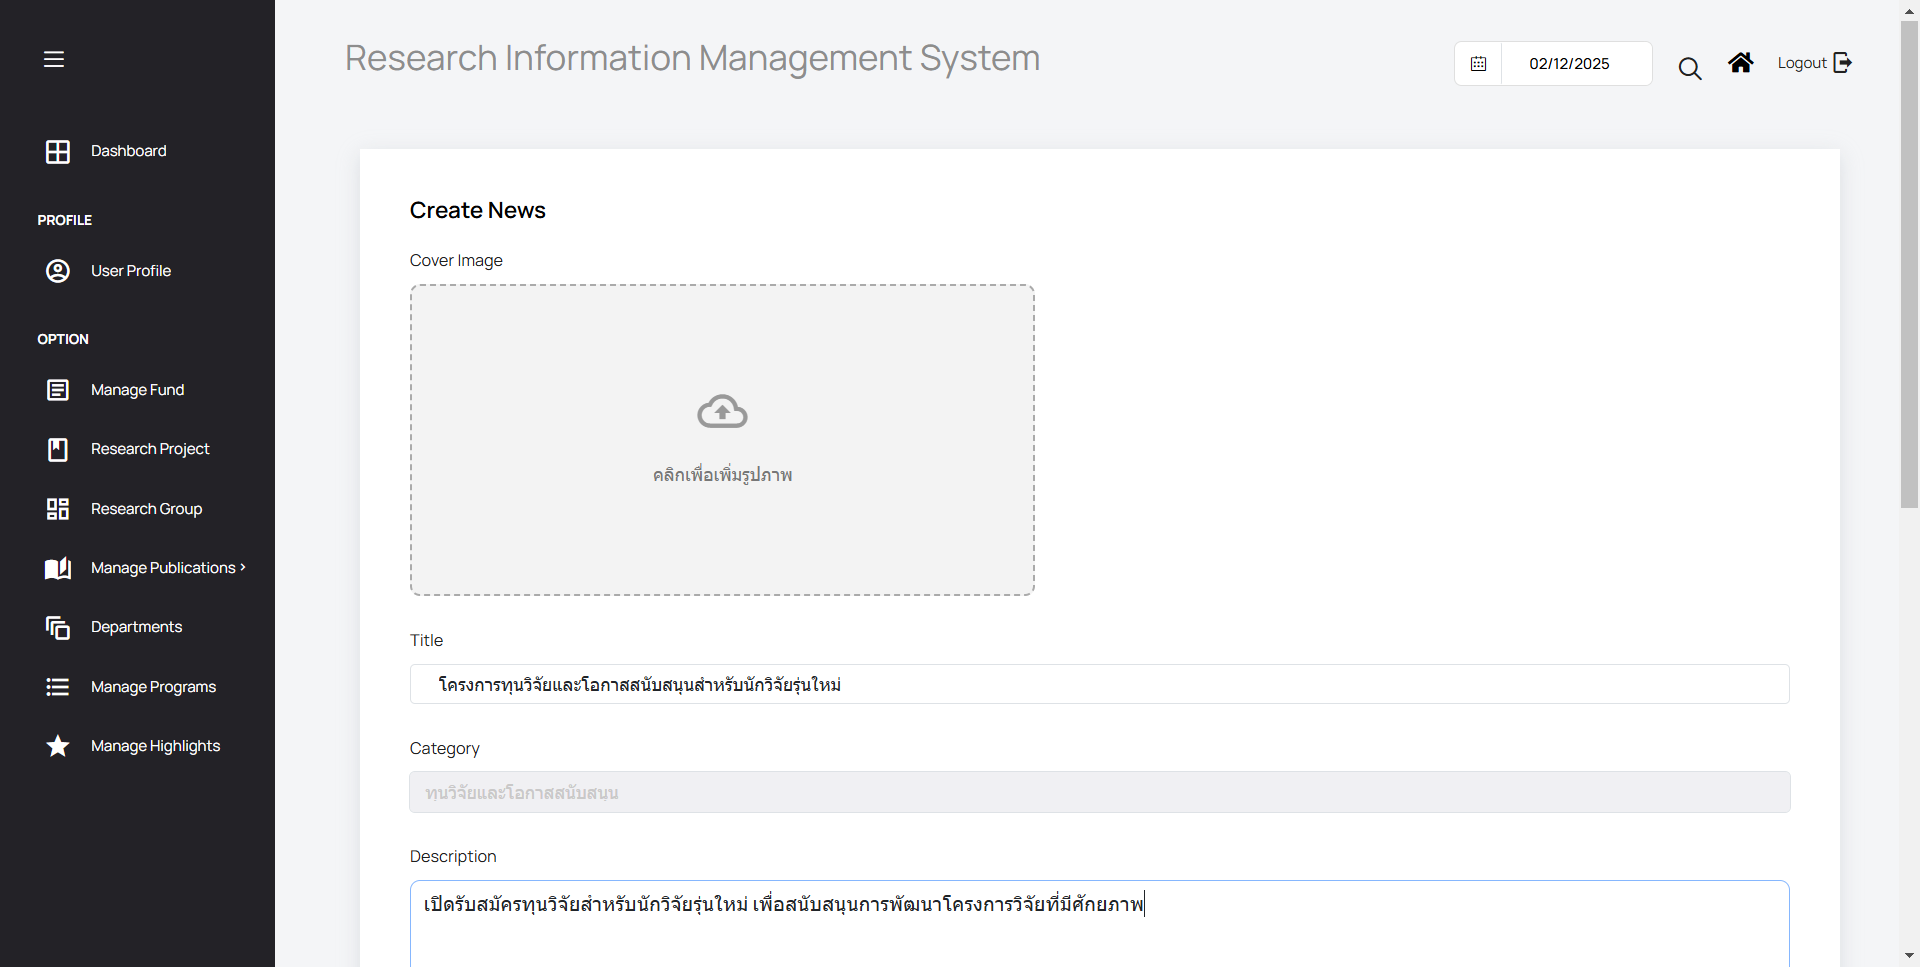 Research Information Management System
02/12/2025
Logout
Dashboard
PROFILE
User Profile
OPTION
Manage Fund
Research Project
Research Group
Manage Publications
Departments
Manage Programs
Manage Highlights
Create News
Cover Image
คลิกเพื่อเพิ่มรูปภาพ
Title
โครงการทุนวิจัยและโอกาสสนับสนุนสำหรับนักวิจัยรุ่นใหม่
Category
ทุนวิจัยและโอกาสสนับสนุน
Description
เปิดรับสมัครทุนวิจัยสำหรับนักวิจัยรุ่นใหม่ เพื่อสนับสนุนการพัฒนาโครงการวิจัยที่มีศักยภาพ